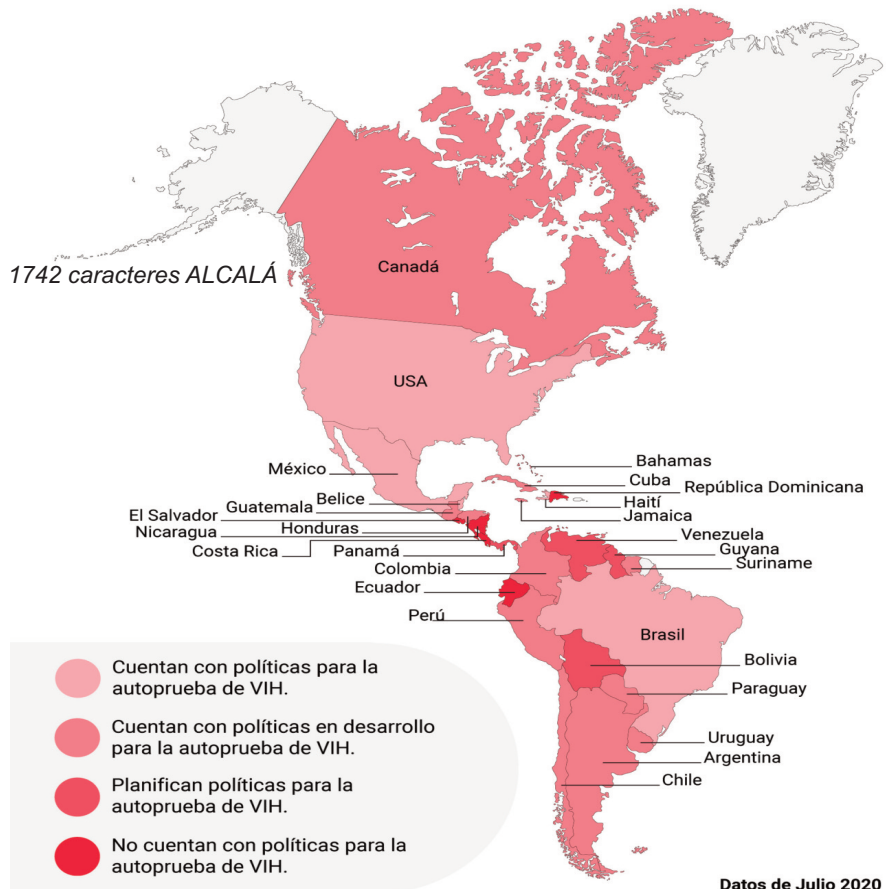 1742 caracteres ALCALÁ
Canadá
USA
México
Bahamas
Cuba
República Dominicana
Haití
Jamaica
Belice
Guatemala
El Salvador
Honduras
Nicaragua
Costa Rica
Panamá
Venezuela
Guyana
Suriname
Colombia
Ecuador
Perú
Brasil
Bolivia
Paraguay
Uruguay
Argentina
Chile
Cuentan con políticas para la
autoprueba de VIH.
Cuentan con políticas en desarrollo
para la autoprueba de VIH.
Planifican políticas para la
autoprueba de VIH.
No cuentan con políticas para la
autoprueba de VIH.
Datos de Julio 2020